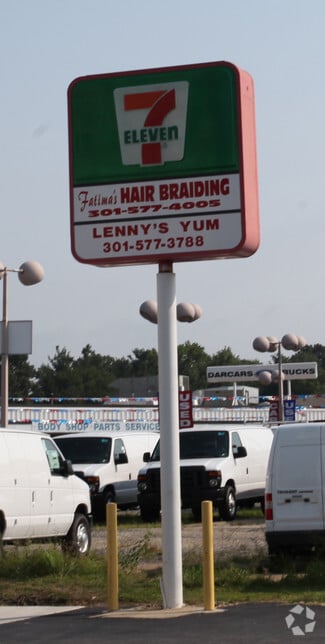 7
ELEVEN
Fatima's HAIR BRAIDING
301-577-4005
LENNY'S YUM
301-577-3788
DARCARS TRUCKS
USED
BODY SHOP PARTS SERVICE